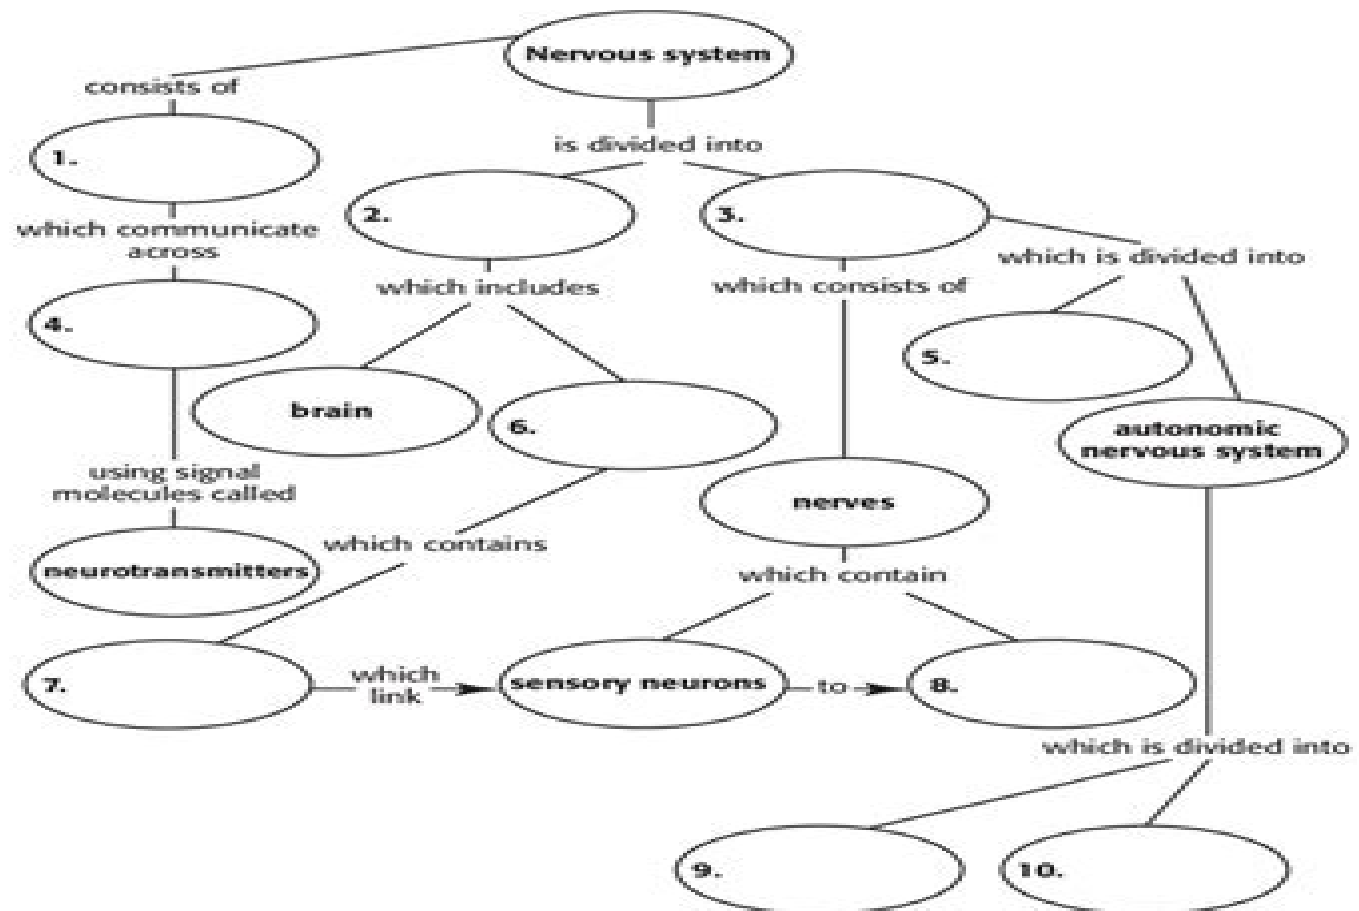 Nervous system
consists of
is divided into
1.
2.
3.
which communicate
across
which is divided into
which includes
which consists of
4.
5.
brain
6.
autonomic
nervous system
using signal
molecules called
nerves
which contains
neurotransmitters
which contain
7.
which
link
sensory neurons
to
8.
which is divided into
9.
10.